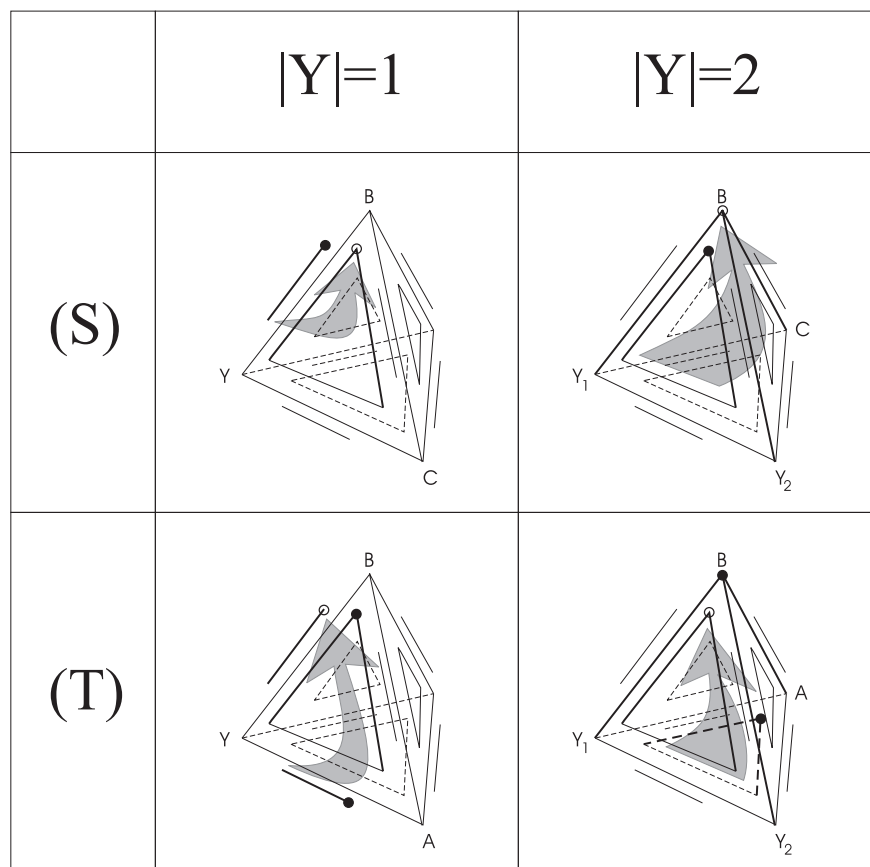 |Y|=1 |Y|=2
B B
(S)
C
Y Y₁
C Y₂
B B
(T)
A
Y Y₁
A Y₂